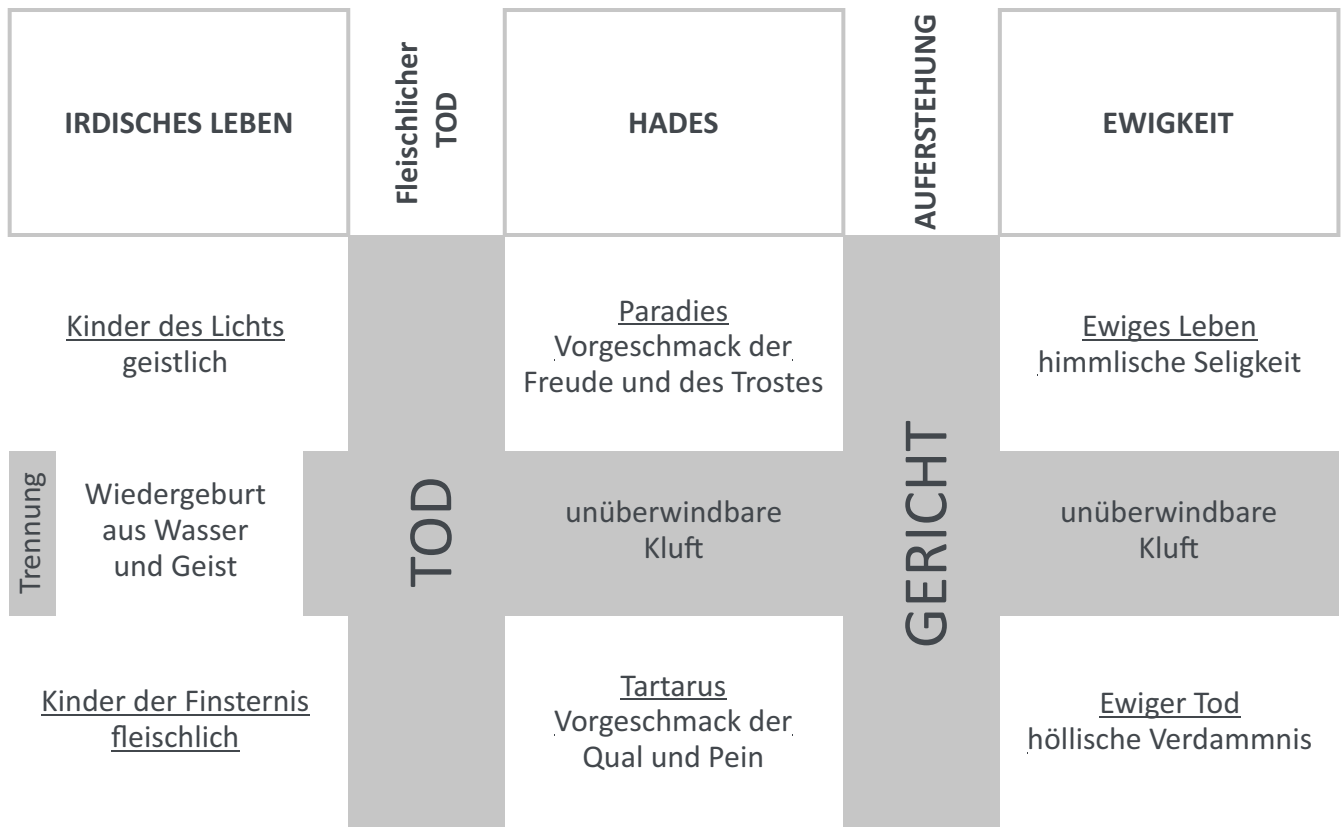 IRDISCHES LEBEN
Fleischlicher
TOD
HADES
AUFERSTEHUNG
EWIGKEIT
Kinder des Lichts
geistlich
Paradies
Vorgeschmack der
Freude und des Trostes
Ewiges Leben
himmlische Seligkeit
Trennung
Wiedergeburt
aus Wasser
und Geist
TOD
unüberwindbare
Kluft
GERICHT
unüberwindbare
Kluft
Kinder der Finsternis
fleischlich
Tartarus
Vorgeschmack der
Qual und Pein
Ewiger Tod
höllische Verdammnis